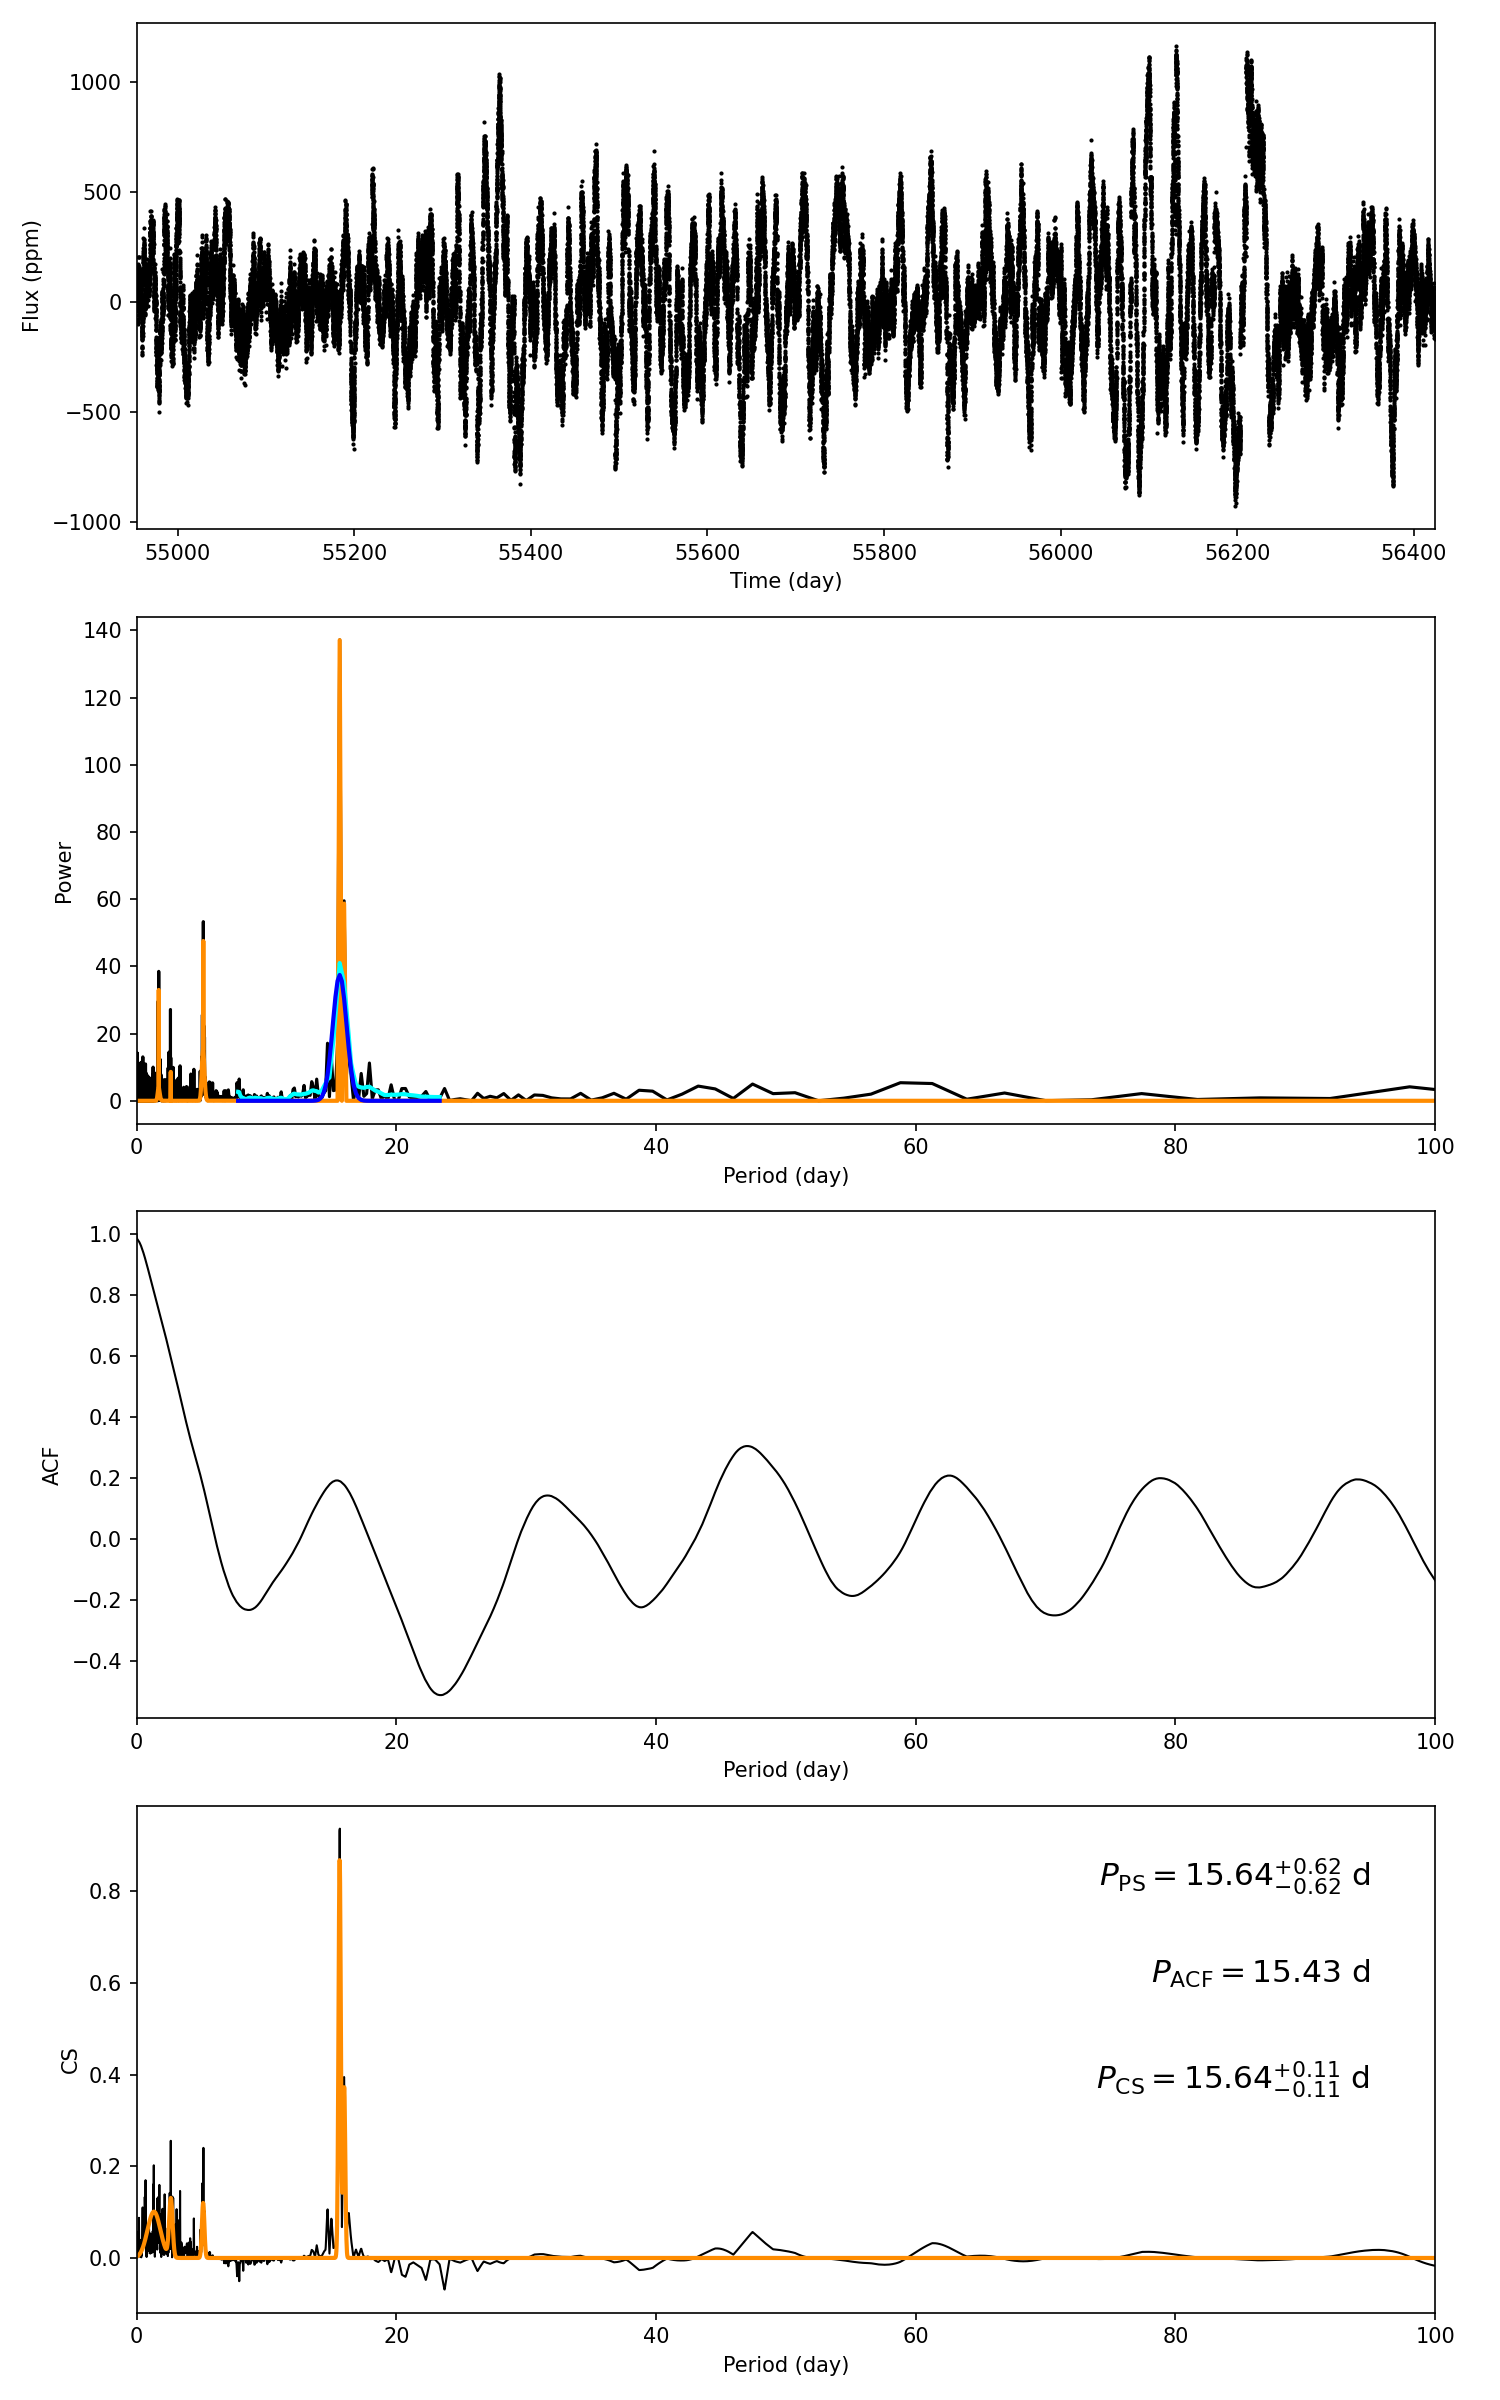 1000
500
0
−500
−1000
Flux (ppm)
55000 55200 55400 55600 55800 56000 56200 56400
Time (day)
140
120
100
80
60
40
20
0
Power
0 20 40 60 80 100
Period (day)
1.0
0.8
0.6
0.4
0.2
0.0
−0.2
−0.4
ACF
0 20 40 60 80 100
Period (day)
P_PS = 15.64^{+0.62}_{−0.62} d
P_ACF = 15.43 d
P_CS = 15.64^{+0.11}_{−0.11} d
0.8
0.6
0.4
0.2
0.0
CS
0 20 40 60 80 100
Period (day)